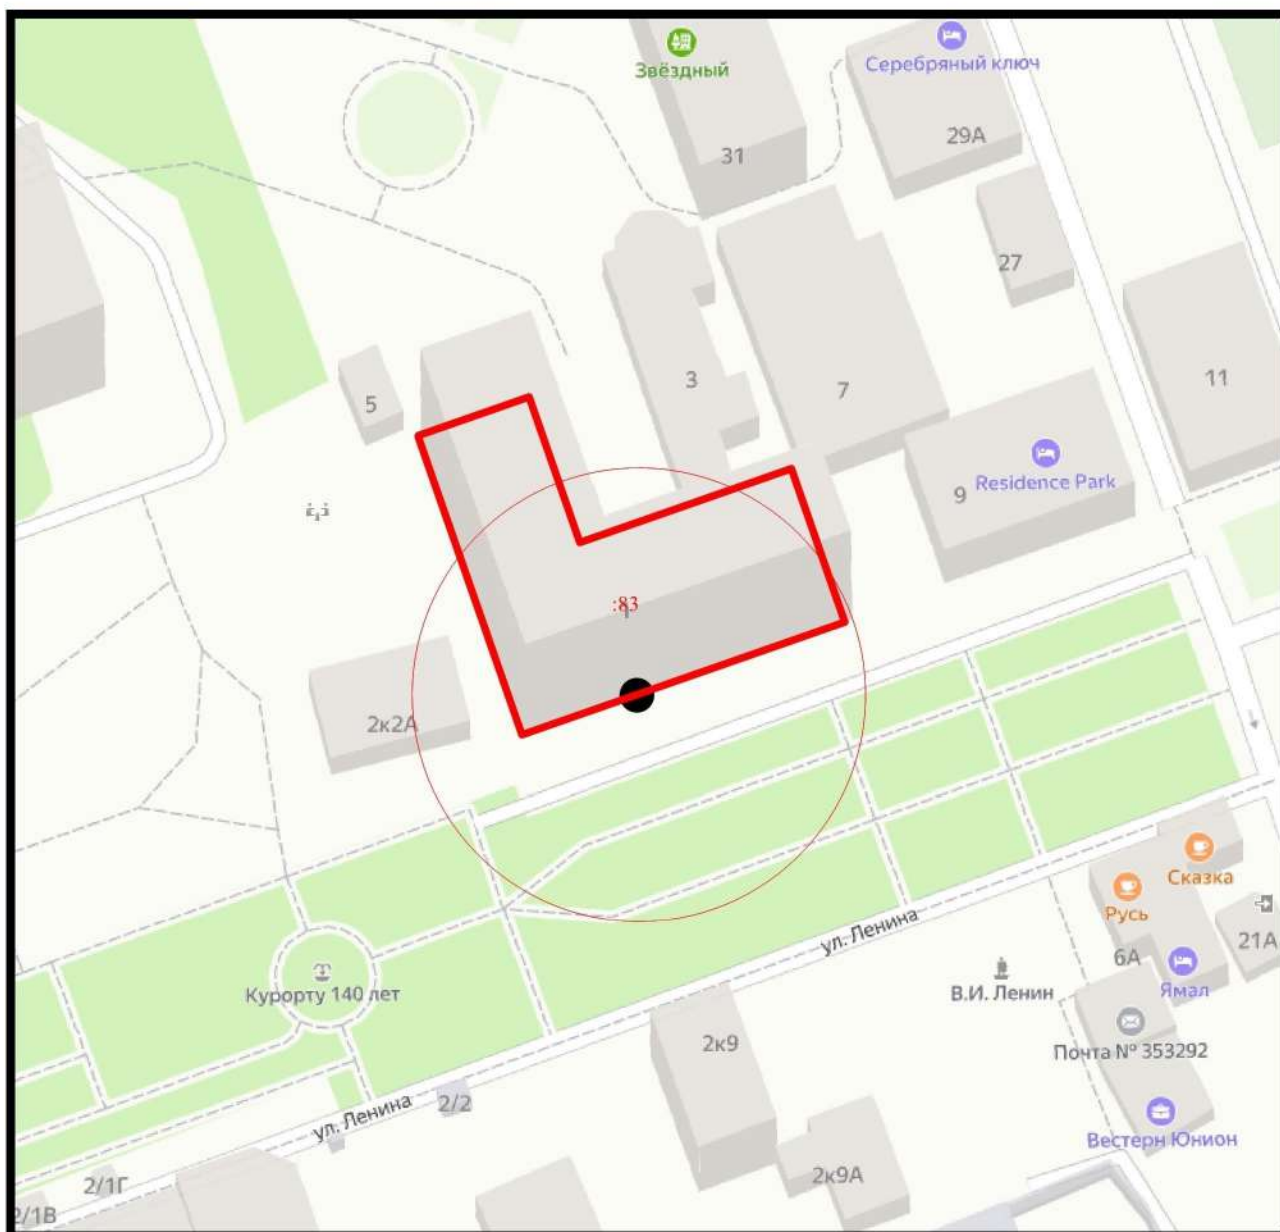 Звёздный
Серебряный ключ
31
29А
27
5
3
7
11
9
Residence Park
:83
1
2к2А
Сказка
Русь
ул. Ленина
21А
6А
Курорту 140 лет
В.И. Ленин
Ямал
2к9
Почта № 353292
2/2
ул. Ленина
Вестерн Юнион
2/1Г
2к9А
2/1В